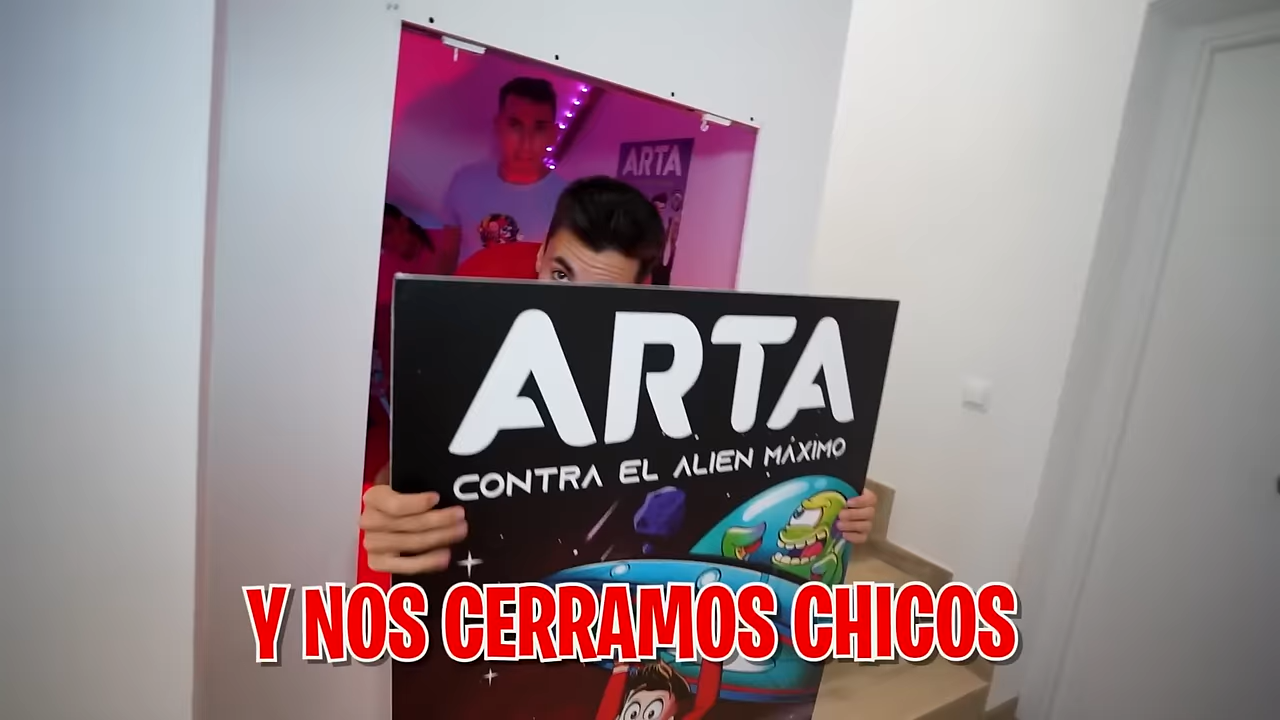 ARTA
ARTA
CONTRA EL ALIEN MÁXIMO
Y NOS CERRAMOS CHICOS